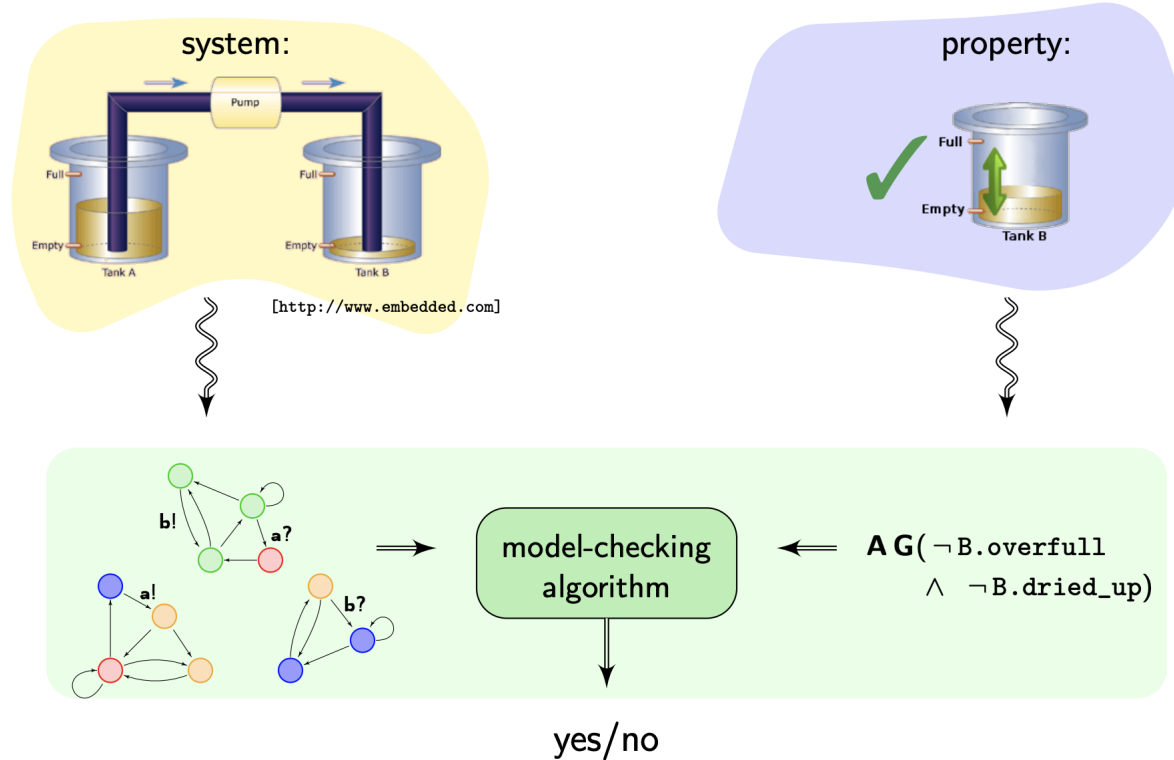 system:
Pump
Full
Empty
Tank A
Full
Empty
Tank B
[http://www.embedded.com]
property:
✓
Full
Empty
Tank B
b!
a?
a!
b?
model-checking
algorithm
A G(¬B.overfull
∧ ¬B.dried_up)
yes/no